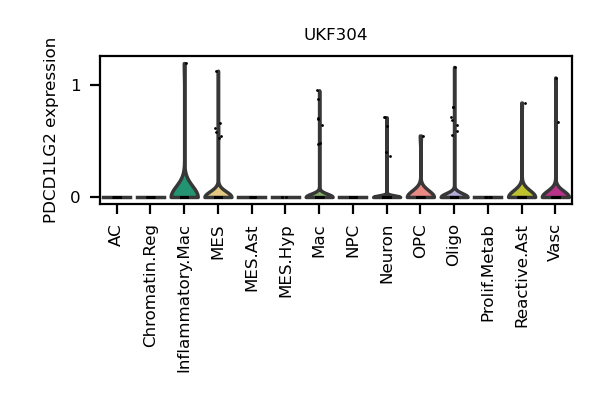 UKF304
PDCD1LG2 expression
1
0
AC
Chromatin.Reg
Inflammatory.Mac
MES
MES.Ast
MES.Hyp
Mac
NPC
Neuron
OPC
Oligo
Prolif.Metab
Reactive.Ast
Vasc